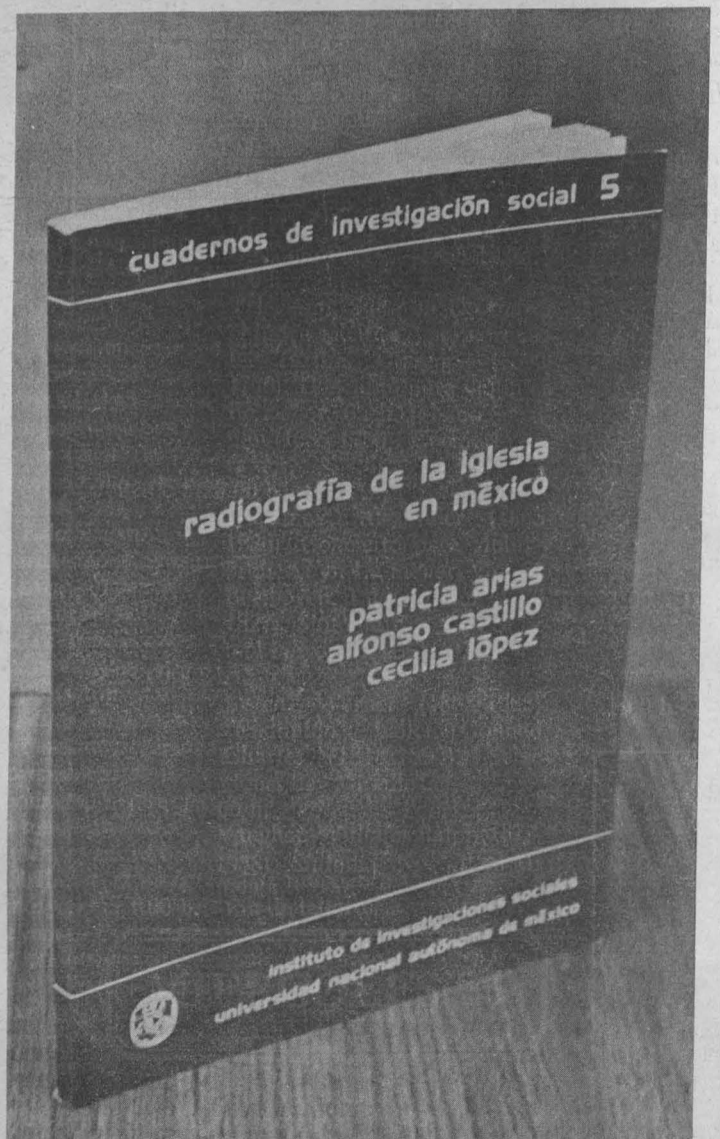 cuadernos de investigación social 5
radiografía de la iglesia
en méxico
patricia arias
alfonso castillo
cecilia lópez
instituto de investigaciones sociales
universidad nacional autónoma de méxico